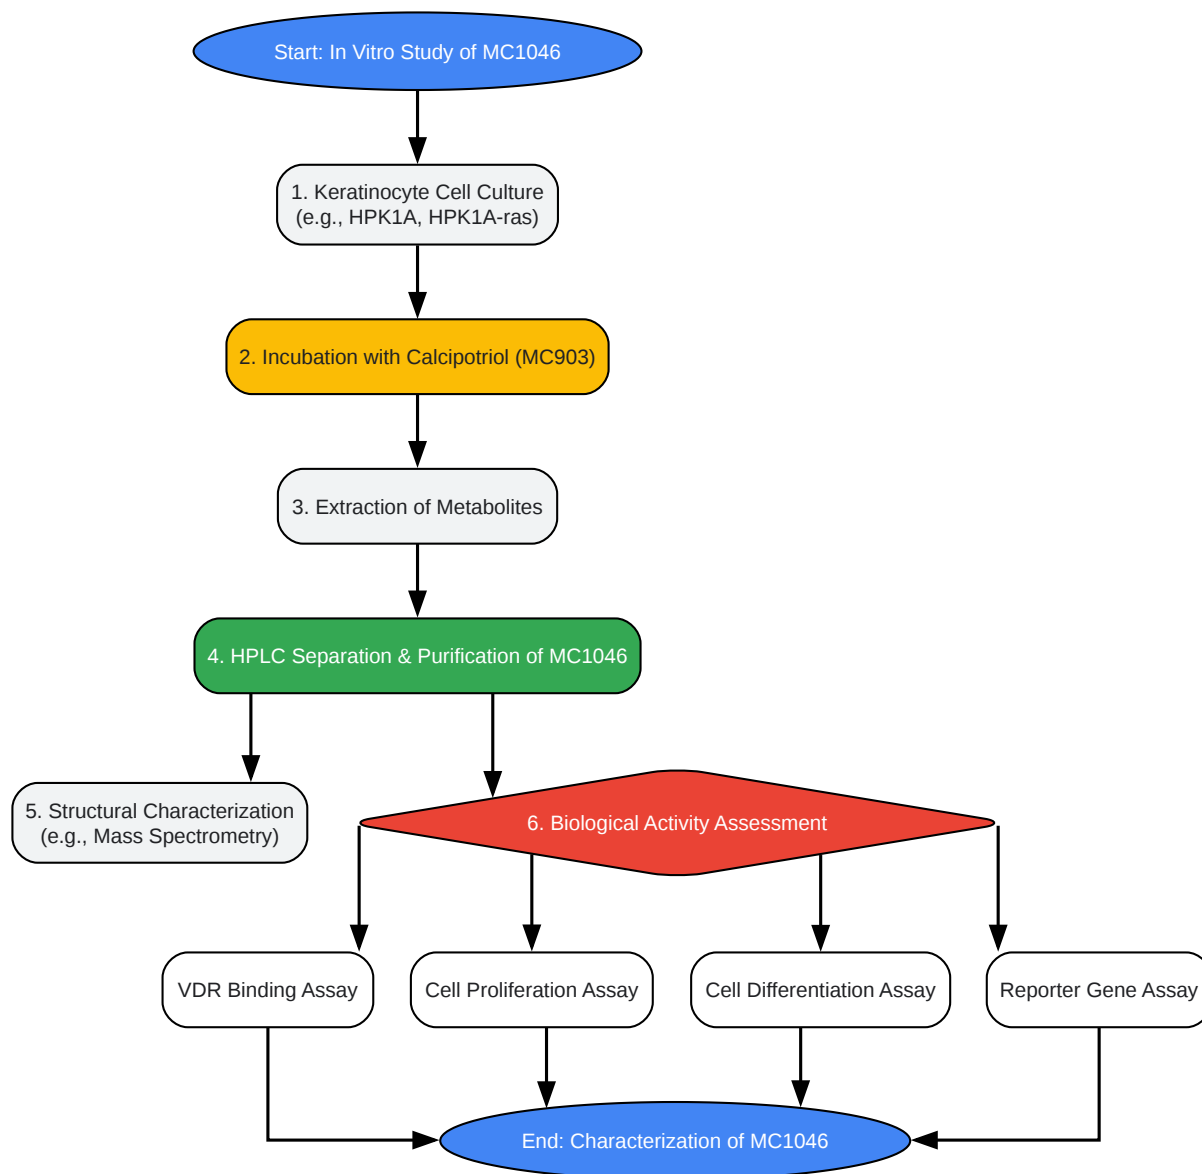 Start: In Vitro Study of MC1046
1. Keratinocyte Cell Culture
(e.g., HPK1A, HPK1A-ras)
2. Incubation with Calcipotriol (MC903)
3. Extraction of Metabolites
4. HPLC Separation & Purification of MC1046
5. Structural Characterization
(e.g., Mass Spectrometry)
6. Biological Activity Assessment
VDR Binding Assay
Cell Proliferation Assay
Cell Differentiation Assay
Reporter Gene Assay
End: Characterization of MC1046